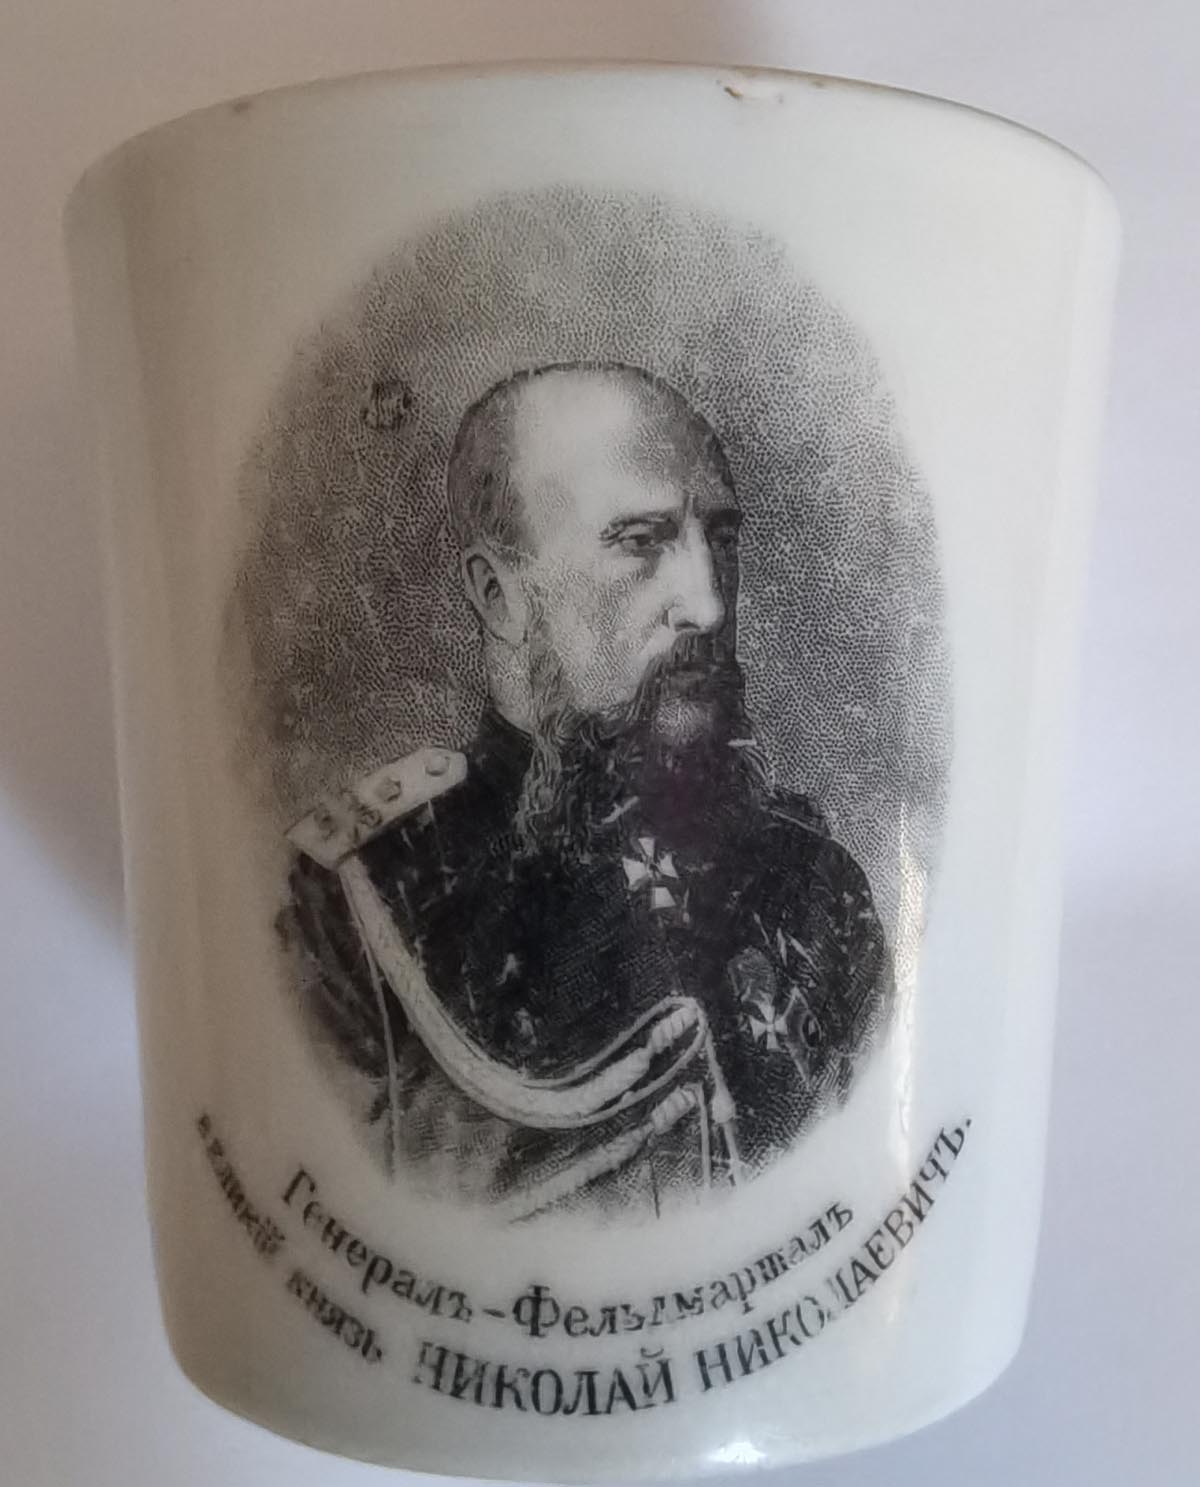 Генералъ-Фельдмаршалъ
великій князь НИКОЛАЙ НИКОЛАЕВИЧЪ.